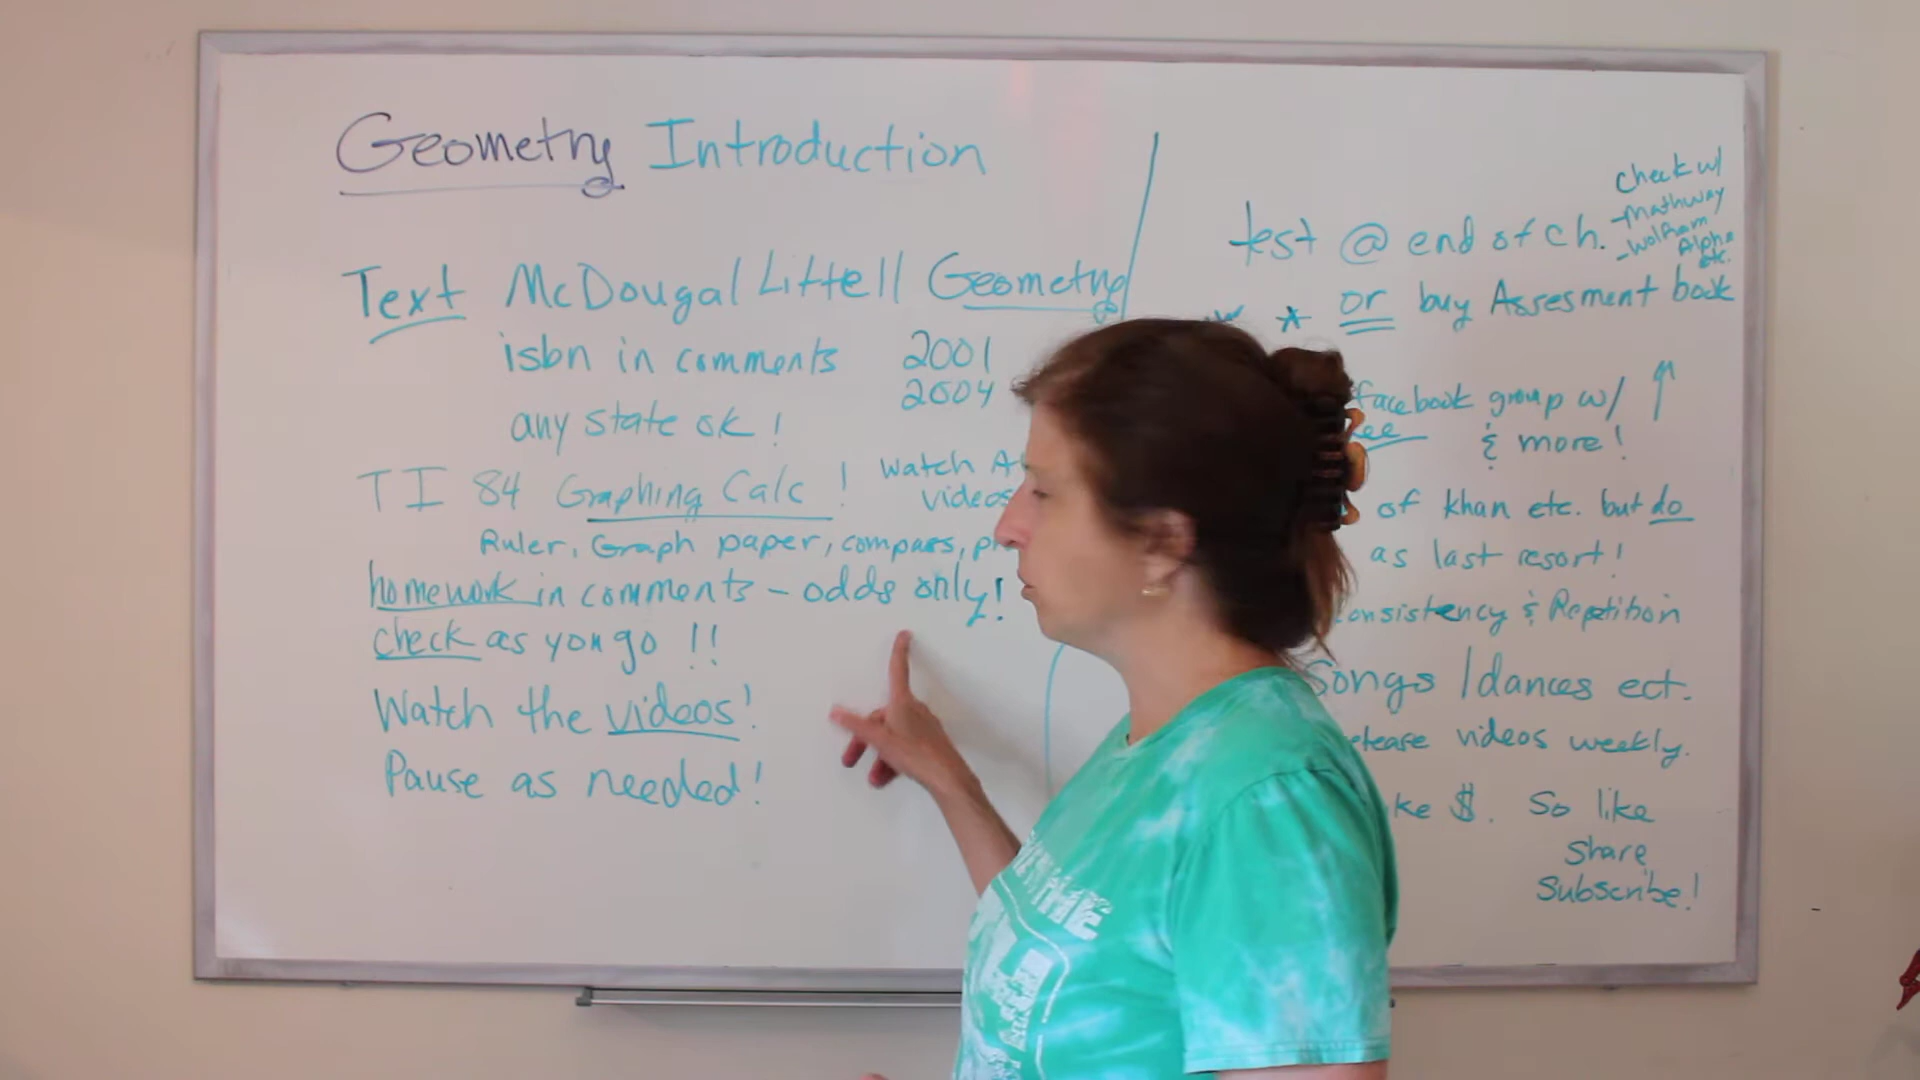 Geometry Introduction
Text McDougal Littell Geometry
isbn in comments 2001
2004
any state ok!
TI 84 Graphing Calc! Watch
videos
Ruler, Graph paper, compass,
homework in comments - odds only!
check as you go !!
Watch the videos!
Pause as needed!
check w/
-mathway
-wolfram
Alpha
etc.
test @ end of ch.
* or buy Assesment book
facebook group w/ ↑
& more!
of khan etc. but do
as last resort!
consistency & Repetition
Songs / dances ect.
videos weekly.
$. So like
Share
Subscribe!